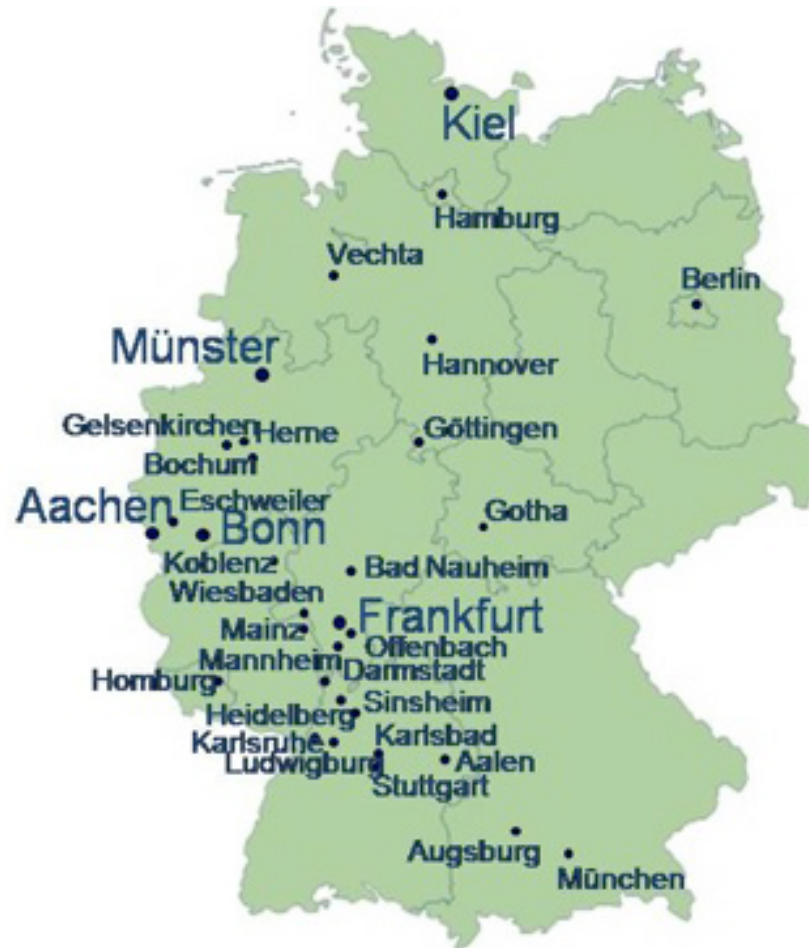 Kiel
Hamburg
Vechta
Berlin
Münster
Hannover
Gelsenkirchen
Herne
Göttingen
Bochum
Eschweiler
Aachen
Bonn
Gotha
Koblenz
Bad Nauheim
Wiesbaden
Frankfurt
Mainz
Offenbach
Mannheim
Darmstadt
Homburg
Sinsheim
Heidelberg
Karlsruhe
Karlsbad
Ludwigburg
Aalen
Stuttgart
Augsburg
München